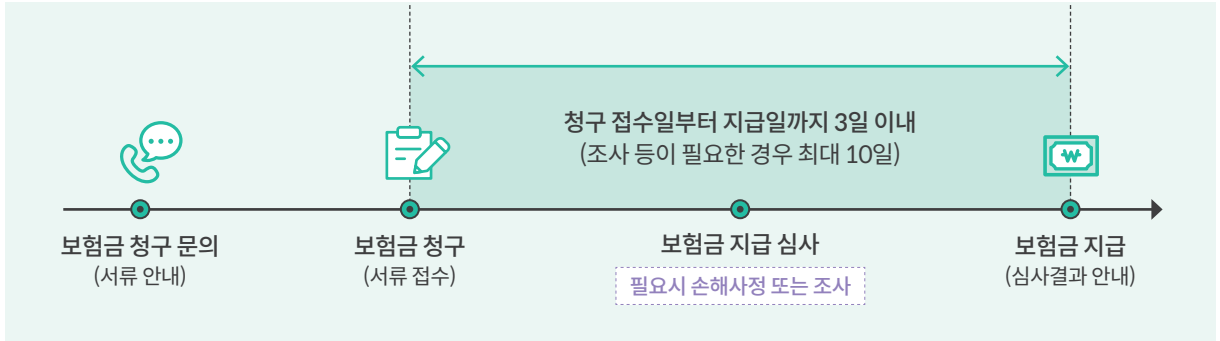 청구 접수일부터 지급일까지 3일 이내
(조사 등이 필요한 경우 최대 10일)
₩
보험금 청구 문의
(서류 안내)
보험금 청구
(서류 접수)
보험금 지급 심사
필요시 손해사정 또는 조사
보험금 지급
(심사결과 안내)